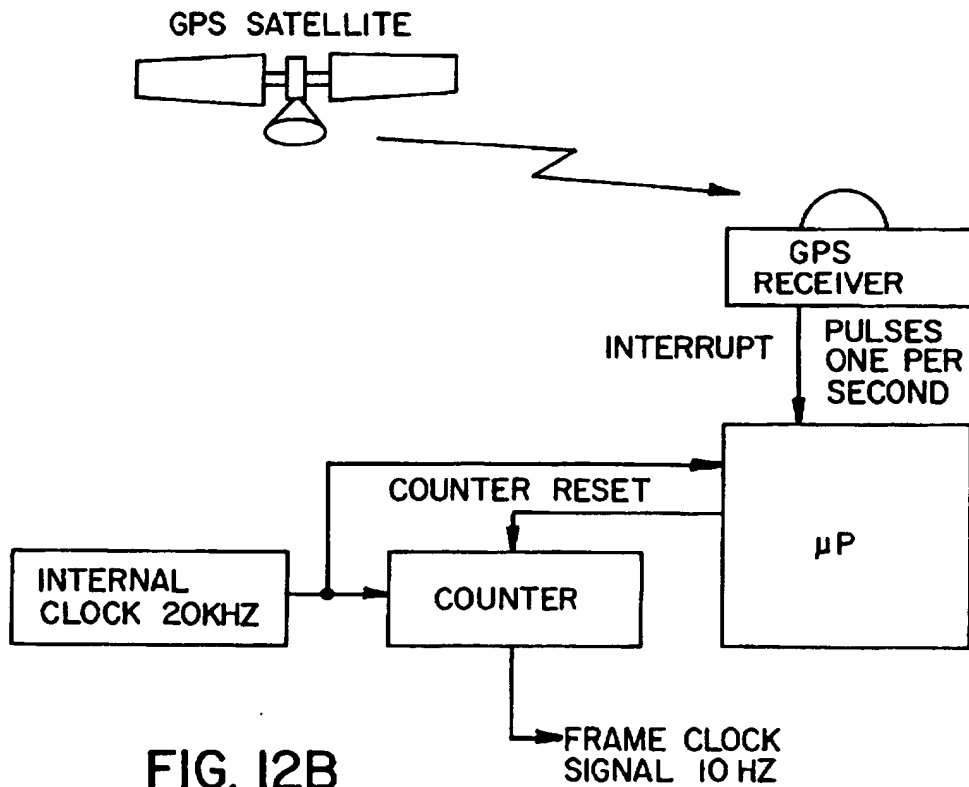 GPS SATELLITE
GPS
RECEIVER
INTERRUPT
PULSES
ONE PER
SECOND
COUNTER RESET
µP
INTERNAL
CLOCK 20KHZ
COUNTER
FRAME CLOCK
SIGNAL 10 HZ
FIG. 12B